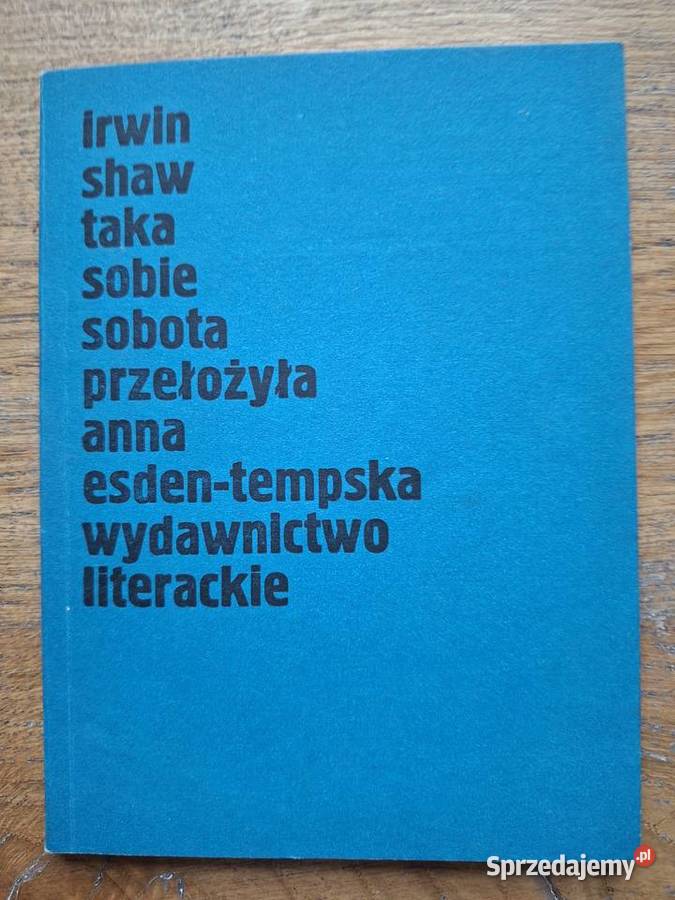 irwin
shaw
taka
sobie
sobota
przełożyła
anna
esden-tempska
wydawnictwo
literackie
Sprzedajemy.pl